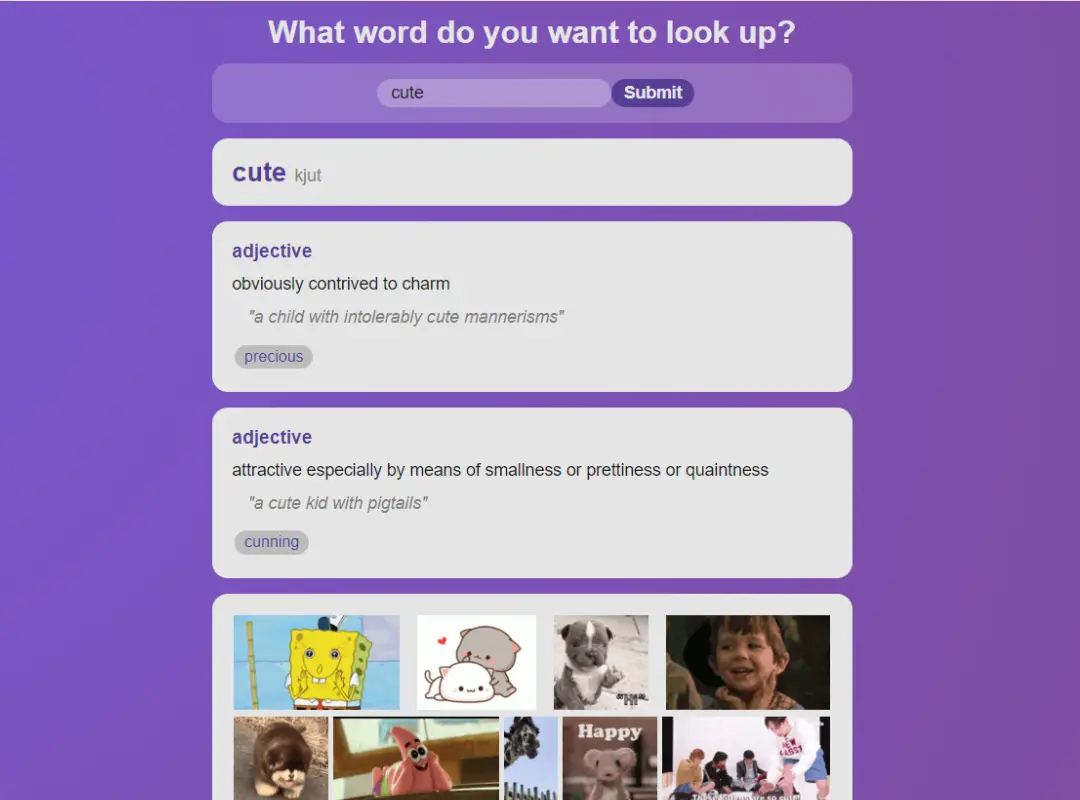 What word do you want to look up?
cute Submit
cute kjut
adjective
obviously contrived to charm
"a child with intolerably cute mannerisms"
precious
adjective
attractive especially by means of smallness or prettiness or quaintness
"a cute kid with pigtails"
cunning
Happy